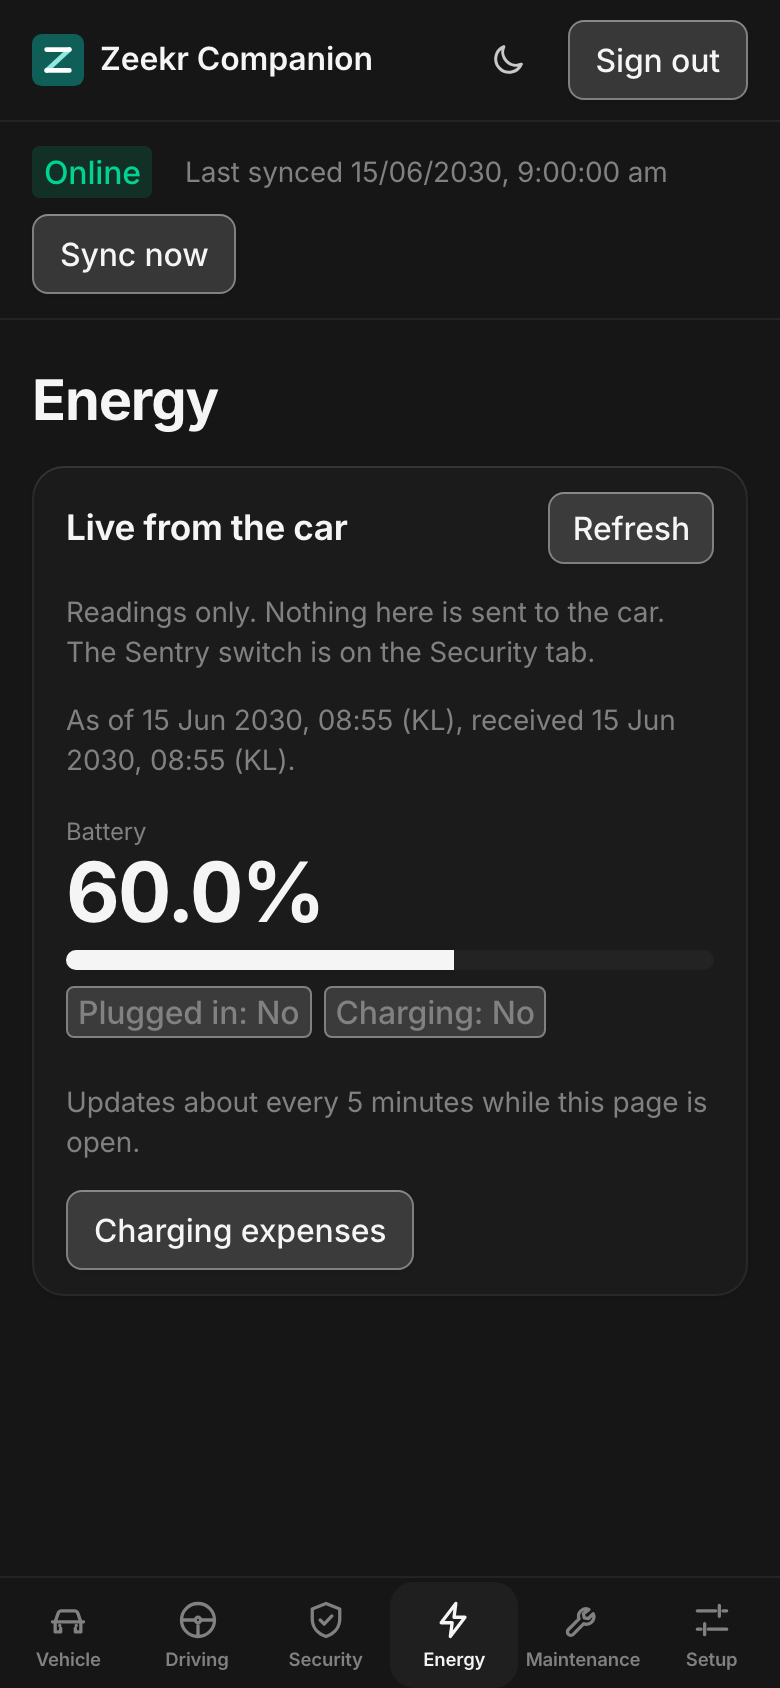 Zeekr Companion
Sign out
Online
Last synced 15/06/2030, 9:00:00 am
Sync now
Energy
Live from the car
Refresh
Readings only. Nothing here is sent to the car.
The Sentry switch is on the Security tab.
As of 15 Jun 2030, 08:55 (KL), received 15 Jun
2030, 08:55 (KL).
Battery
60.0%
Plugged in: No
Charging: No
Updates about every 5 minutes while this page is
open.
Charging expenses
Vehicle
Driving
Security
Energy
Maintenance
Setup